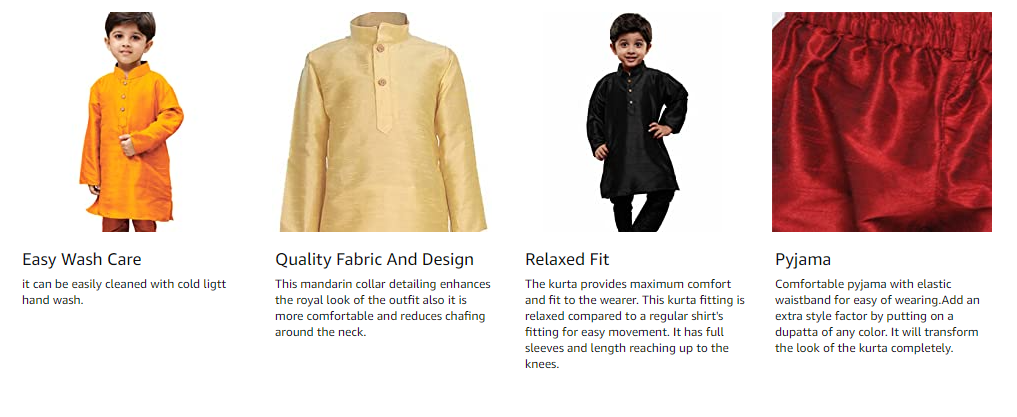 Easy Wash Care
it can be easily cleaned with cold ligtt
hand wash.
Quality Fabric And Design
This mandarin collar detailing enhances
the royal look of the outfit also it is
more comfortable and reduces chafing
around the neck.
Relaxed Fit
The kurta provides maximum comfort
and fit to the wearer. This kurta fitting is
relaxed compared to a regular shirt's
fitting for easy movement. It has full
sleeves and length reaching up to the
knees.
Pyjama
Comfortable pyjama with elastic
waistband for easy of wearing.Add an
extra style factor by putting on a
dupatta of any color. It will transform
the look of the kurta completely.